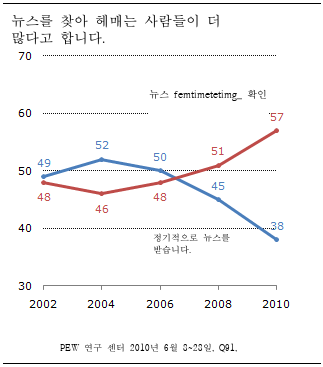 뉴스를 찾아 헤매는 사람들이 더
많다고 합니다.
70
뉴스 femtimetetimg_ 확인
60
57
52
51
50
50
49
48
46
48
45
40
38
정기적으로 뉴스를
받습니다.
30
2002 2004 2006 2008 2010
PEW 연구 센터 2010년 6월 8~28일, Q91.